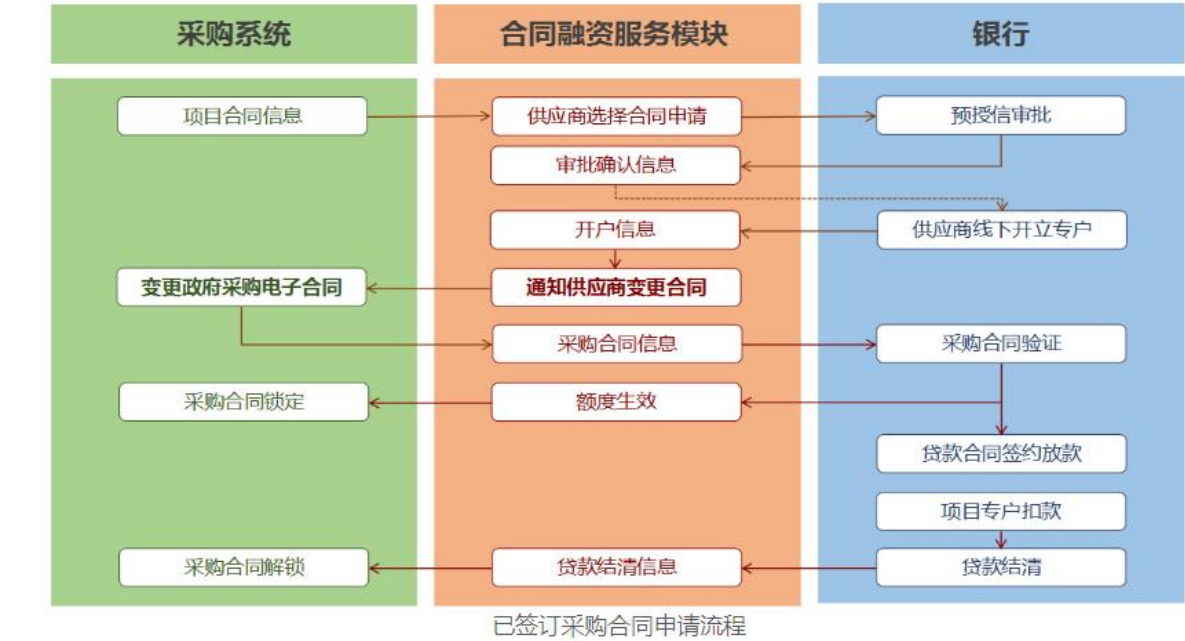 采购系统
合同融资服务模块
银行
项目合同信息
供应商选择合同申请
预授信审批
审批确认信息
开户信息
供应商线下开立专户
变更政府采购电子合同
通知供应商变更合同
采购合同信息
采购合同验证
采购合同锁定
额度生效
贷款合同签约放款
项目专户扣款
采购合同解锁
贷款结清信息
贷款结清
已签订采购合同申请流程